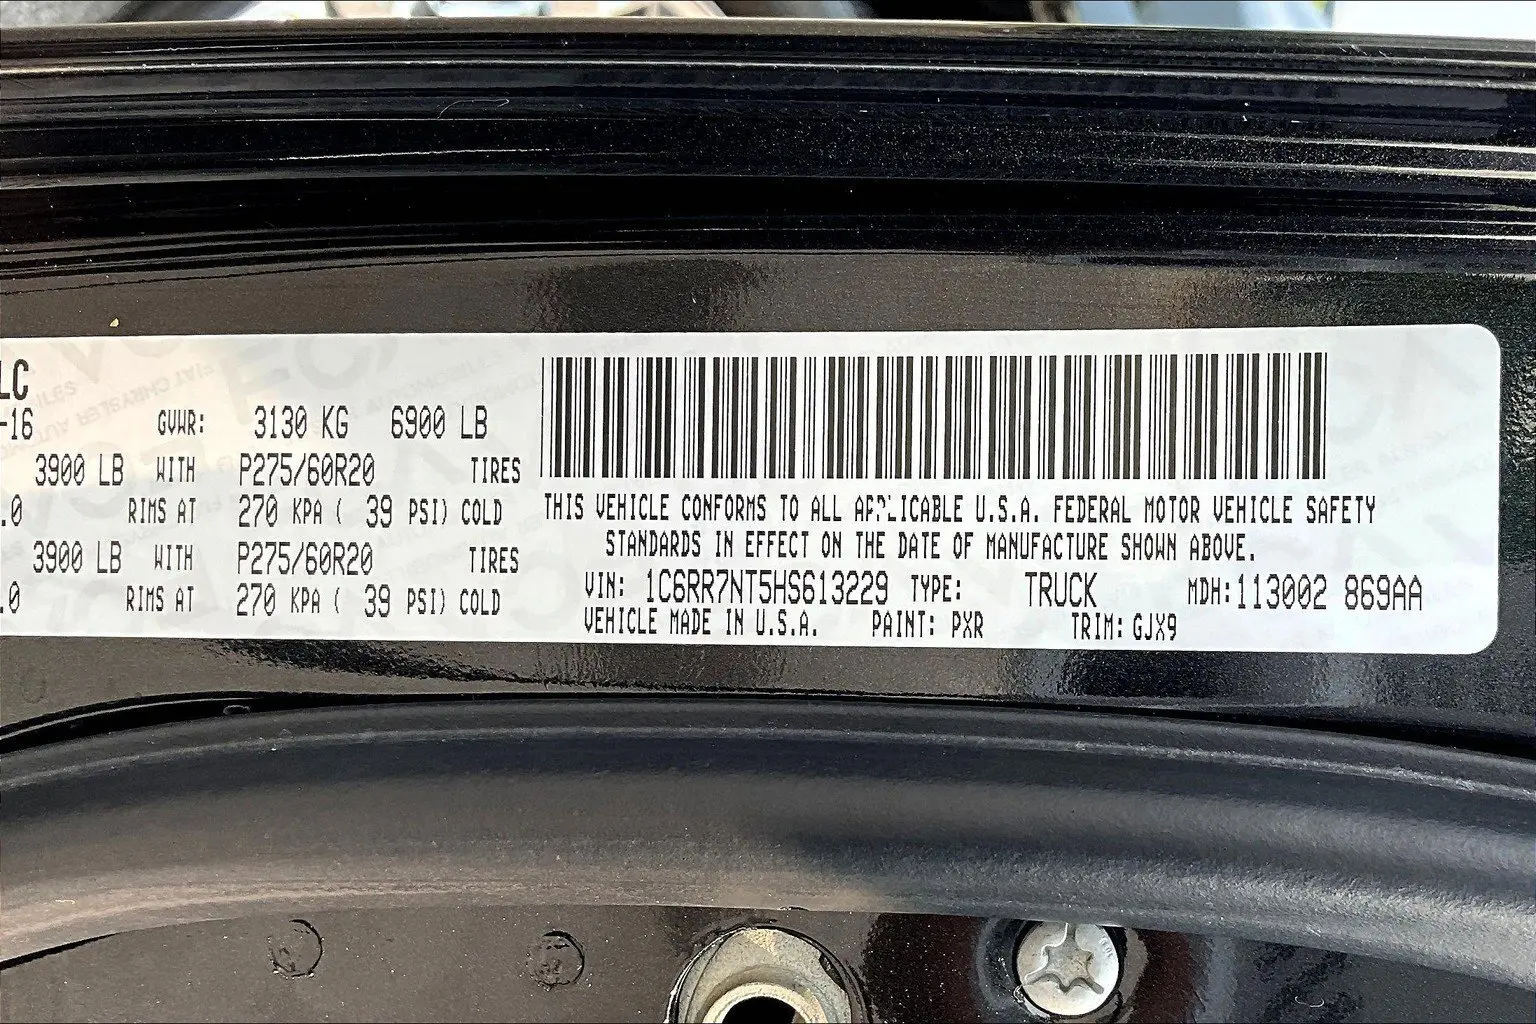 LC
-16 GVWR: 3130 KG 6900 LB
3900 LB WITH P275/60R20 TIRES
.0 RIMS AT 270 KPA ( 39 PSI) COLD
3900 LB WITH P275/60R20 TIRES
.0 RIMS AT 270 KPA ( 39 PSI) COLD
THIS VEHICLE CONFORMS TO ALL APPLICABLE U.S.A. FEDERAL MOTOR VEHICLE SAFETY
STANDARDS IN EFFECT ON THE DATE OF MANUFACTURE SHOWN ABOVE.
VIN: 1C6RR7NT5HS613229 TYPE: TRUCK MDH:113002 869AA
VEHICLE MADE IN U.S.A. PAINT: PXR TRIM: GJX9